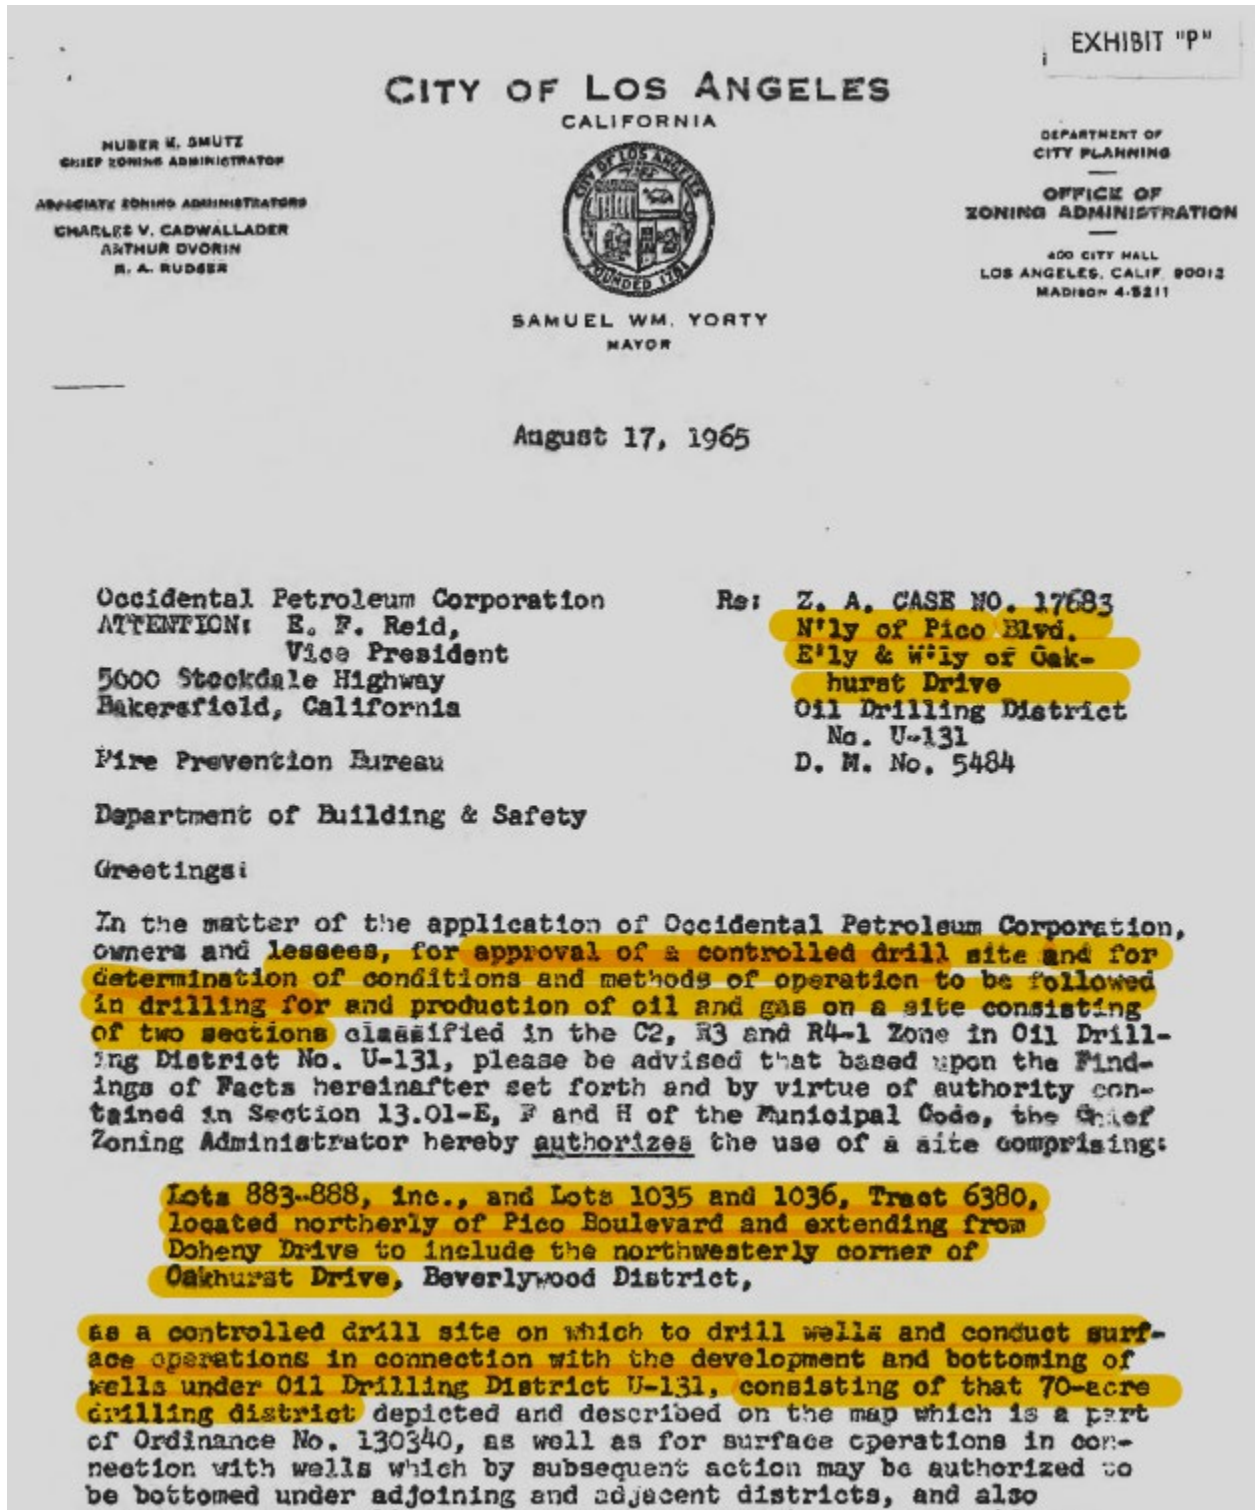 EXHIBIT "P"
CITY OF LOS ANGELES
CALIFORNIA
HUBER E. SMUTZ
CHIEF ZONING ADMINISTRATOR
ASSOCIATE ZONING ADMINISTRATORS
CHARLES V. CADWALLADER
ARTHUR DVORIN
R. A. RUDSER
CITY OF LOS ANGELES
FOUNDED 1781
SAMUEL WM. YORTY
MAYOR
DEPARTMENT OF
CITY PLANNING
OFFICE OF
ZONING ADMINISTRATION
400 CITY HALL
LOS ANGELES, CALIF. 90012
MADISON 4-5211
August 17, 1965
Occidental Petroleum Corporation
ATTENTION: E. F. Reid,
Vice President
5000 Stockdale Highway
Bakersfield, California
Fire Prevention Bureau
Department of Building & Safety
Re: Z. A. CASE NO. 17683
N'ly of Pico Blvd.
E'ly & W'ly of Oak-
hurst Drive
Oil Drilling District
No. U-131
D. M. No. 5484
Greetings:
In the matter of the application of Occidental Petroleum Corporation,
owners and lessees, for approval of a controlled drill site and for
determination of conditions and methods of operation to be followed
in drilling for and production of oil and gas on a site consisting
of two sections classified in the C2, R3 and R4-1 Zone in Oil Drill-
ing District No. U-131, please be advised that based upon the Find-
ings of Facts hereinafter set forth and by virtue of authority con-
tained in Section 13.01-E, F and H of the Municipal Code, the Chief
Zoning Administrator hereby authorizes the use of a site comprising:
Lots 883-888, inc., and Lots 1035 and 1036, Tract 6380,
located northerly of Pico Boulevard and extending from
Doheny Drive to include the northwesterly corner of
Oakhurst Drive, Beverlywood District,
as a controlled drill site on which to drill wells and conduct surf-
ace operations in connection with the development and bottoming of
wells under Oil Drilling District U-131, consisting of that 70-acre
drilling district depicted and described on the map which is a part
of Ordinance No. 130340, as well as for surface operations in con-
nection with wells which by subsequent action may be authorized to
be bottomed under adjoining and adjacent districts, and also